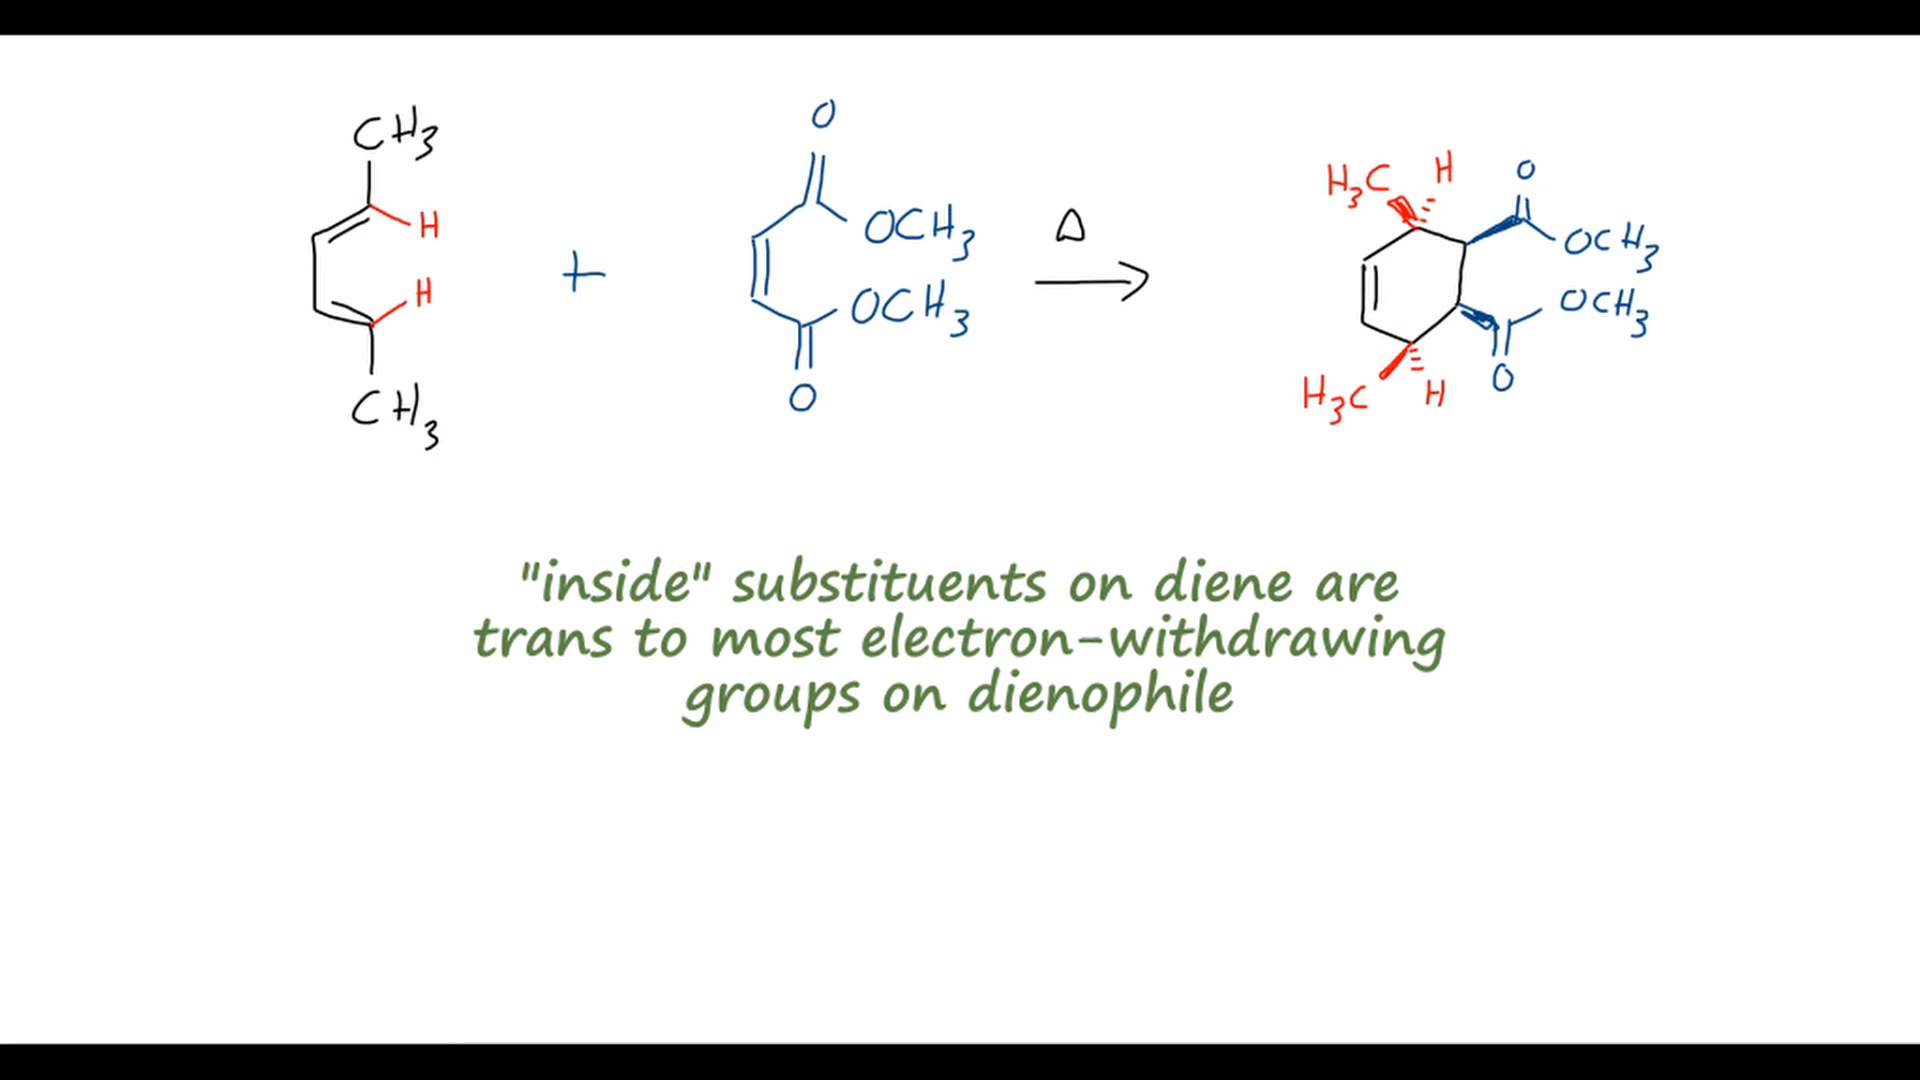 CH3
H
H
CH3
+
O
OCH3
OCH3
O
Δ
H3C H
O
OCH3
OCH3
O
H3C H
"inside" substituents on diene are
trans to most electron-withdrawing
groups on dienophile